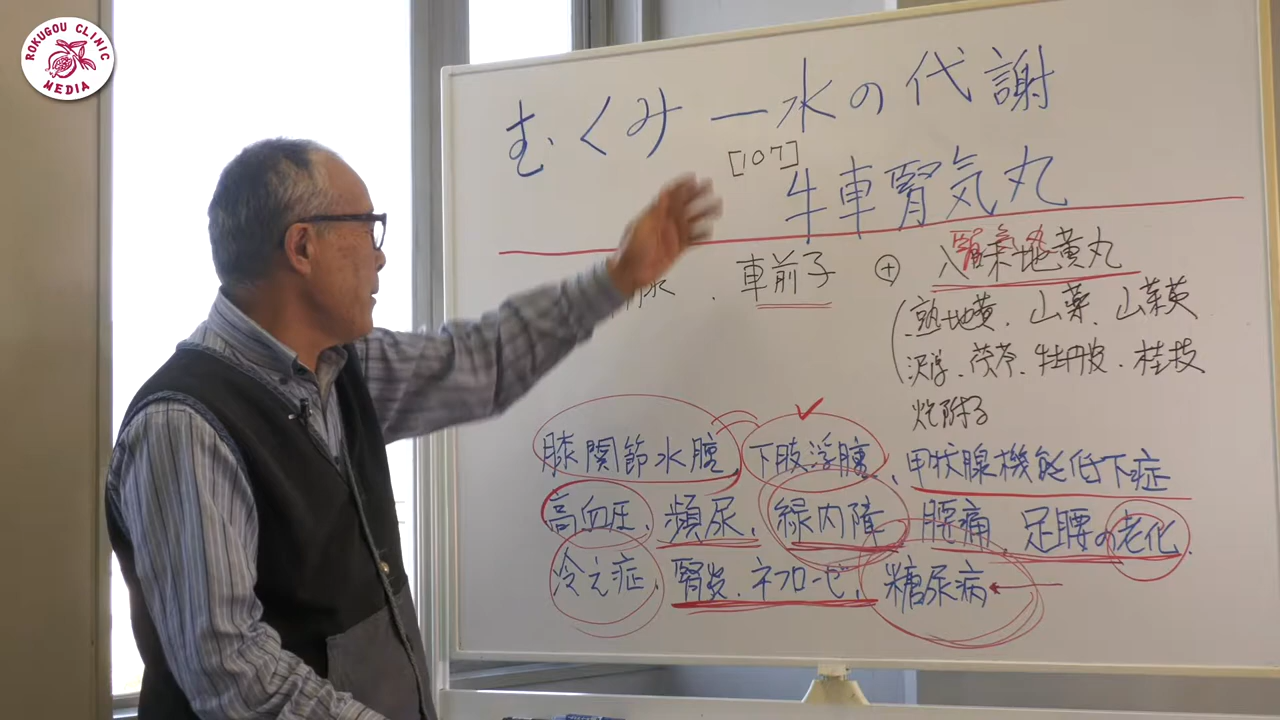 ROKUGOU CLINIC
MEDIA
むくみ ー水の代謝
[107]
牛車腎気丸
膝、車前子 ⊕ 八味地黄丸
腎気丸
(熟地黄、山薬、山茱萸
沢瀉、茯苓、牡丹皮、桂枝
炮附子
膝関節水腫、下肢浮腫、甲状腺機能低下症
高血圧、頻尿、緑内障、腰痛 足腰の老化、
冷え症、腎炎、ネフローゼ、糖尿病